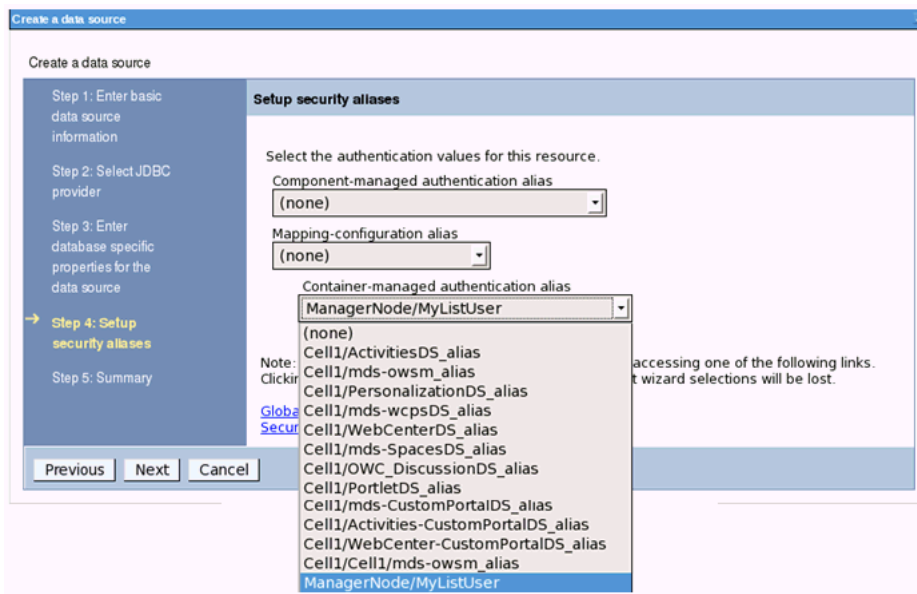 Create a data source
Create a data source
Step 1: Enter basic
data source
information
Step 2: Select JDBC
provider
Step 3: Enter
database specific
properties for the
data source
Step 4: Setup
security aliases
Step 5: Summary
Setup security aliases
Select the authentication values for this resource.
Component-managed authentication alias
(none)
Mapping-configuration alias
(none)
Container-managed authentication alias
ManagerNode/MyListUser
(none)
Cell1/ActivitiesDS_alias
Cell1/mds-owsm_alias
Cell1/PersonalizationDS_alias
Cell1/mds-wcpsDS_alias
Cell1/WebCenterDS_alias
Cell1/mds-SpacesDS_alias
Cell1/OWC_DiscussionDS_alias
Cell1/PortletDS_alias
Cell1/mds-CustomPortalDS_alias
Cell1/Activities-CustomPortalDS_alias
Cell1/WebCenter-CustomPortalDS_alias
Cell1/Cell1/mds-owsm_alias
ManagerNode/MyListUser
Note: accessing one of the following links.
Clickin t wizard selections will be lost.
Globa
Secur
Previous Next Cancel